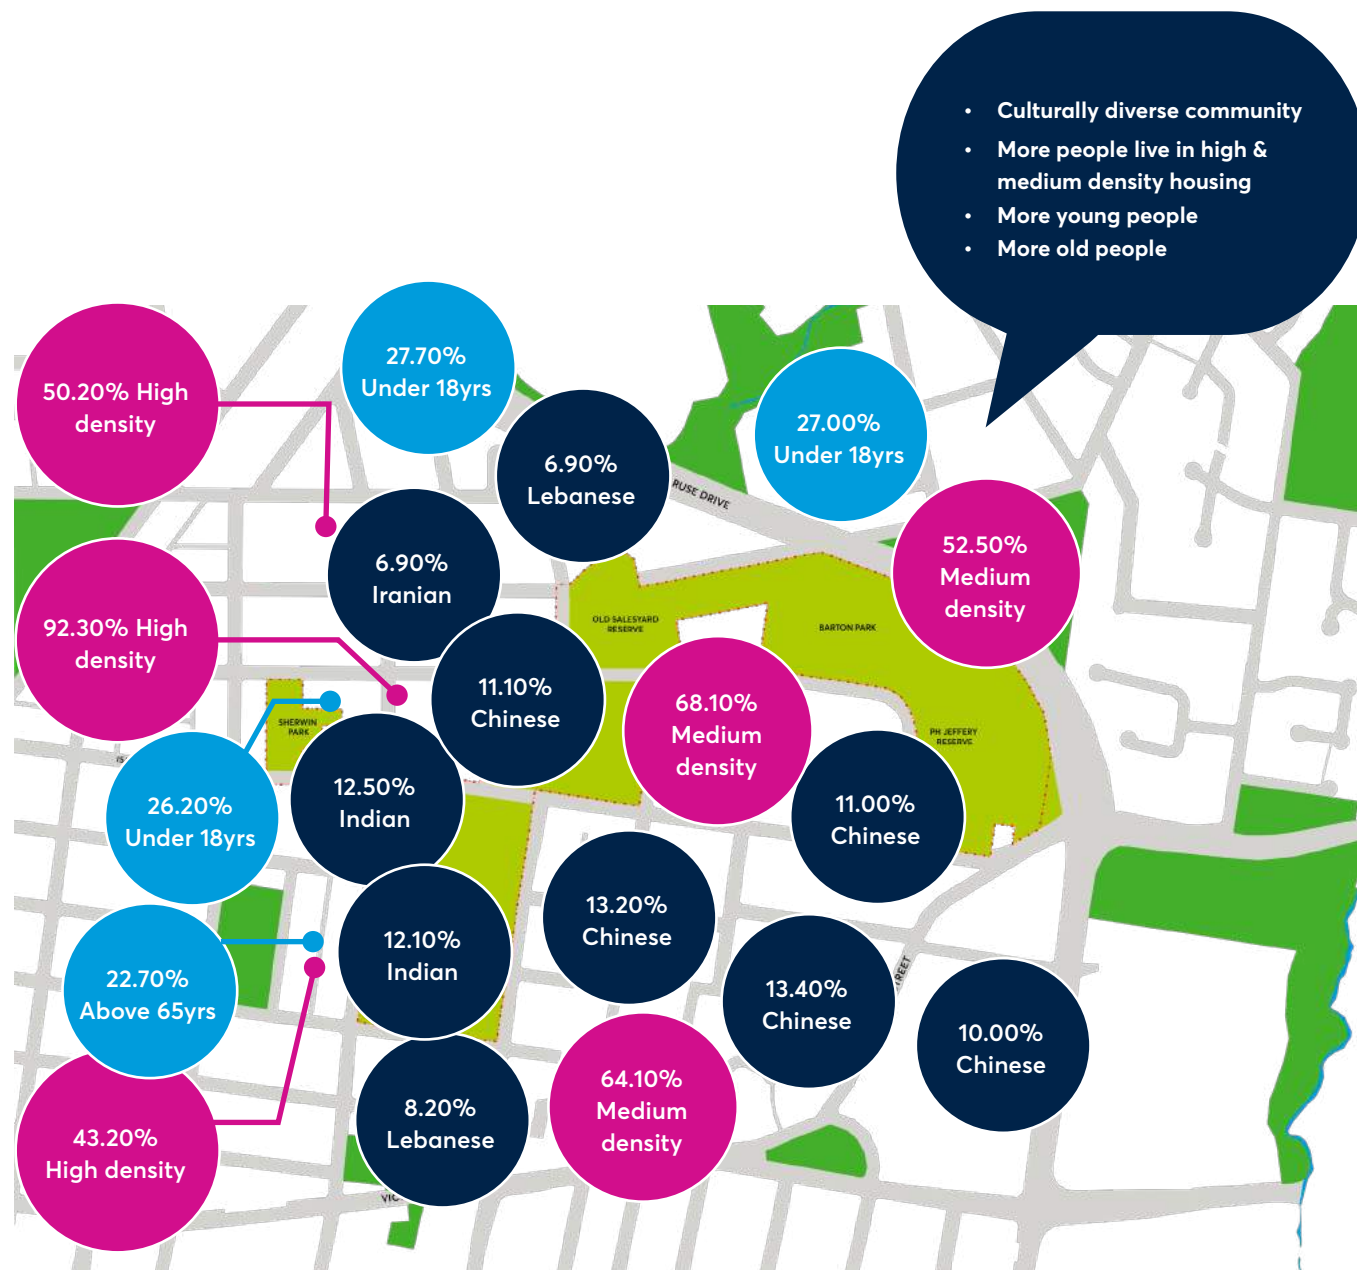 • Culturally diverse community
• More people live in high &
medium density housing
• More young people
• More old people
50.20% High
density
27.70%
Under 18yrs
6.90%
Lebanese
27.00%
Under 18yrs
RUSE DRIVE
52.50%
Medium
density
6.90%
Iranian
92.30% High
density
OLD SALESYARD
RESERVE
BARTON PARK
11.10%
Chinese
68.10%
Medium
density
SHERWIN
PARK
PH JEFFERY
RESERVE
26.20%
Under 18yrs
12.50%
Indian
11.00%
Chinese
13.20%
Chinese
12.10%
Indian
22.70%
Above 65yrs
13.40%
Chinese
10.00%
Chinese
64.10%
Medium
density
8.20%
Lebanese
43.20%
High density